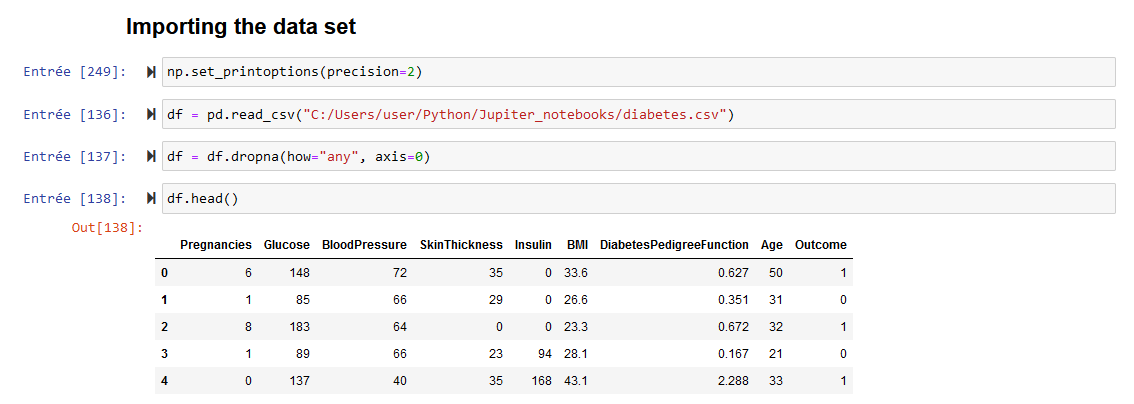 Importing the data set
Entrée [249]: np.set_printoptions(precision=2)
Entrée [136]: df = pd.read_csv("C:/Users/user/Python/Jupiter_notebooks/diabetes.csv")
Entrée [137]: df = df.dropna(how="any", axis=0)
Entrée [138]: df.head()
Out[138]:
Pregnancies Glucose BloodPressure SkinThickness Insulin BMI DiabetesPedigreeFunction Age Outcome
0 6 148 72 35 0 33.6 0.627 50 1
1 1 85 66 29 0 26.6 0.351 31 0
2 8 183 64 0 0 23.3 0.672 32 1
3 1 89 66 23 94 28.1 0.167 21 0
4 0 137 40 35 168 43.1 2.288 33 1